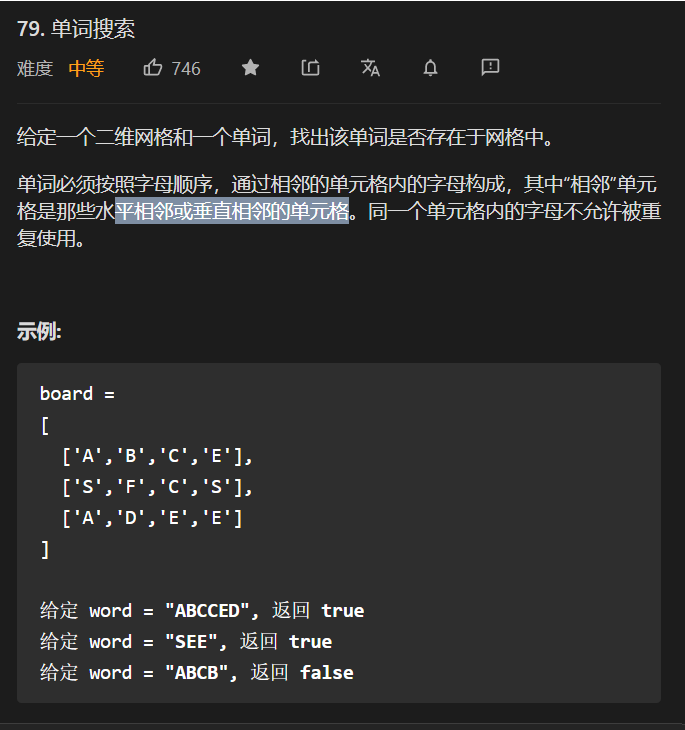 79. 单词搜索
难度 中等 746
给定一个二维网格和一个单词，找出该单词是否存在于网格中。
单词必须按照字母顺序，通过相邻的单元格内的字母构成，其中“相邻”单元
格是那些水平相邻或垂直相邻的单元格。同一个单元格内的字母不允许被重
复使用。
示例:
board =
[
  ['A','B','C','E'],
  ['S','F','C','S'],
  ['A','D','E','E']
]
给定 word = "ABCCED", 返回 true
给定 word = "SEE", 返回 true
给定 word = "ABCB", 返回 false